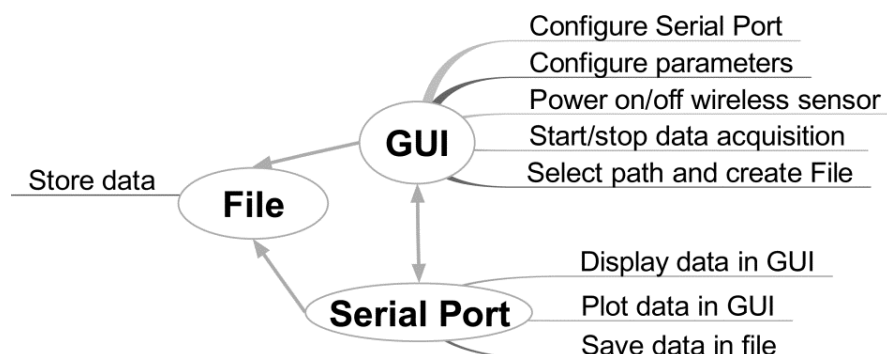 Configure Serial Port
Configure parameters
Power on/off wireless sensor
GUI
Start/stop data acquisition
Select path and create File
Store data
File
Display data in GUI
Serial Port
Plot data in GUI
Save data in file